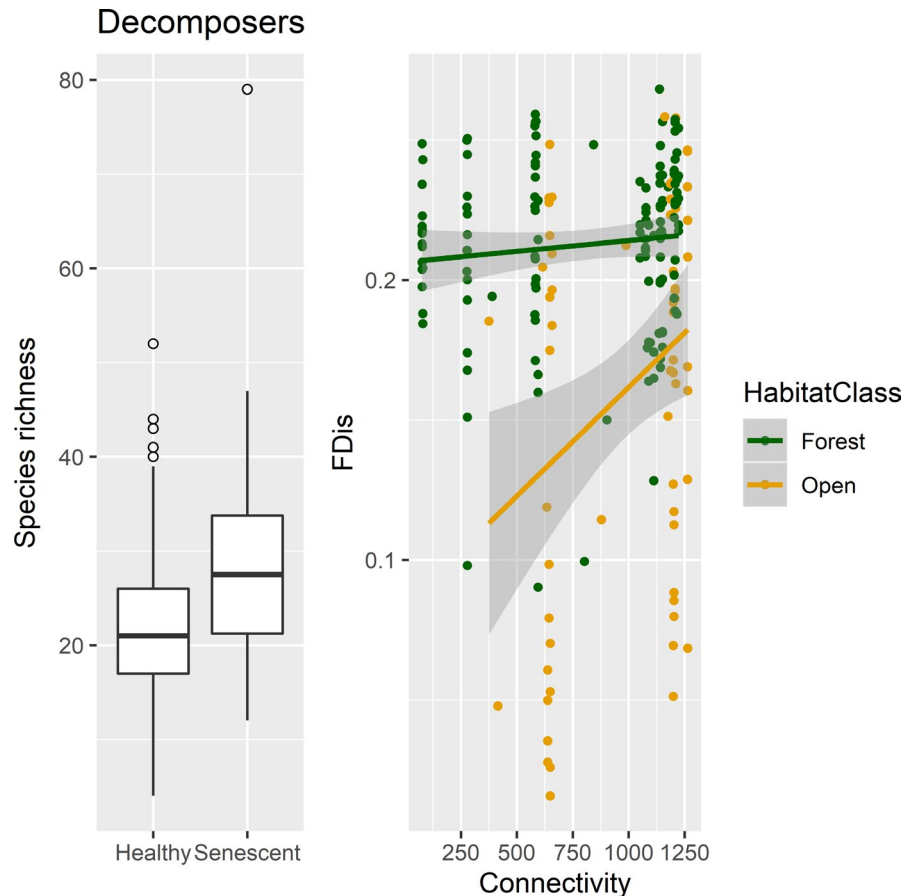 Decomposers
Species richness
80
60
40
20
Healthy Senescent
FDis
0.2
0.1
250 500 750 1000 1250
Connectivity
HabitatClass
Forest
Open